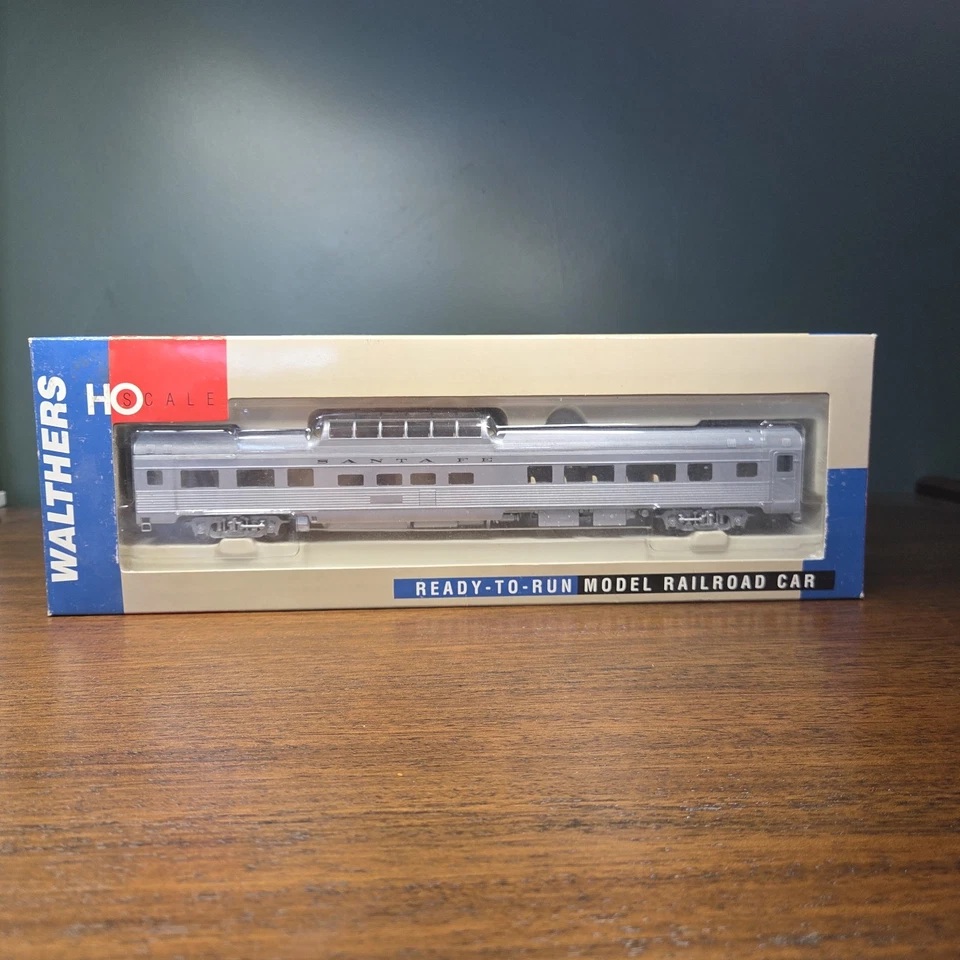 WALTHERS
HO SCALE
SANTA FE
READY-TO-RUN MODEL RAILROAD CAR